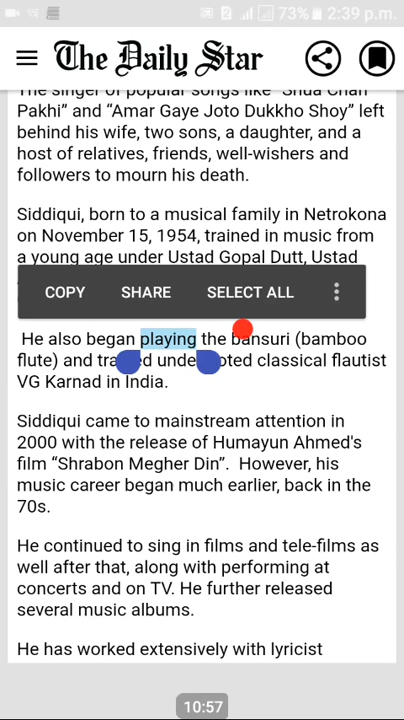 73% 2:39 p.m.
The Daily Star
The singer of popular songs like "Shua Chan
Pakhi" and "Amar Gaye Joto Dukkho Shoy" left
behind his wife, two sons, a daughter, and a
host of relatives, friends, well-wishers and
followers to mourn his death.
Siddiqui, born to a musical family in Netrokona
on November 15, 1954, trained in music from
a young age under Ustad Gopal Dutt, Ustad
COPY SHARE SELECT ALL
He also began playing the bansuri (bamboo
flute) and trained under noted classical flautist
VG Karnad in India.
Siddiqui came to mainstream attention in
2000 with the release of Humayun Ahmed's
film “Shrabon Megher Din”. However, his
music career began much earlier, back in the
70s.
He continued to sing in films and tele-films as
well after that, along with performing at
concerts and on TV. He further released
several music albums.
He has worked extensively with lyricist
10:57